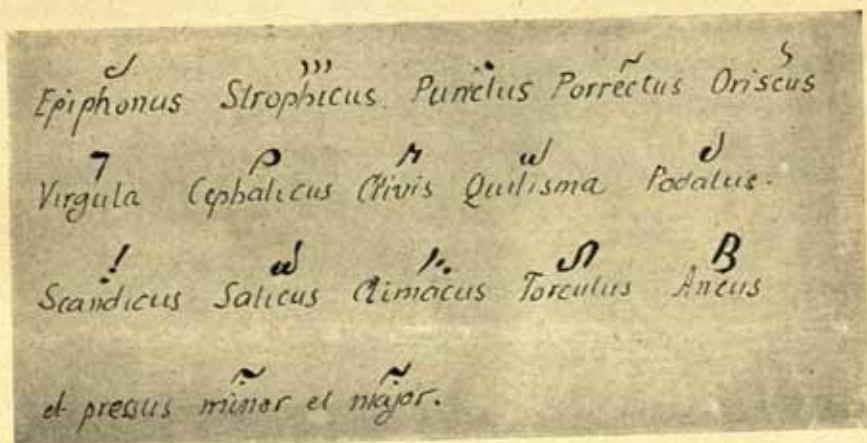 Epiphonus Strophicus Punctus Porrectus Oriscus
Virgula Cephalicus Clivis Quilisma Podatus.
Scandicus Salicus Climacus Torculus Ancus
et pressus minor et major.